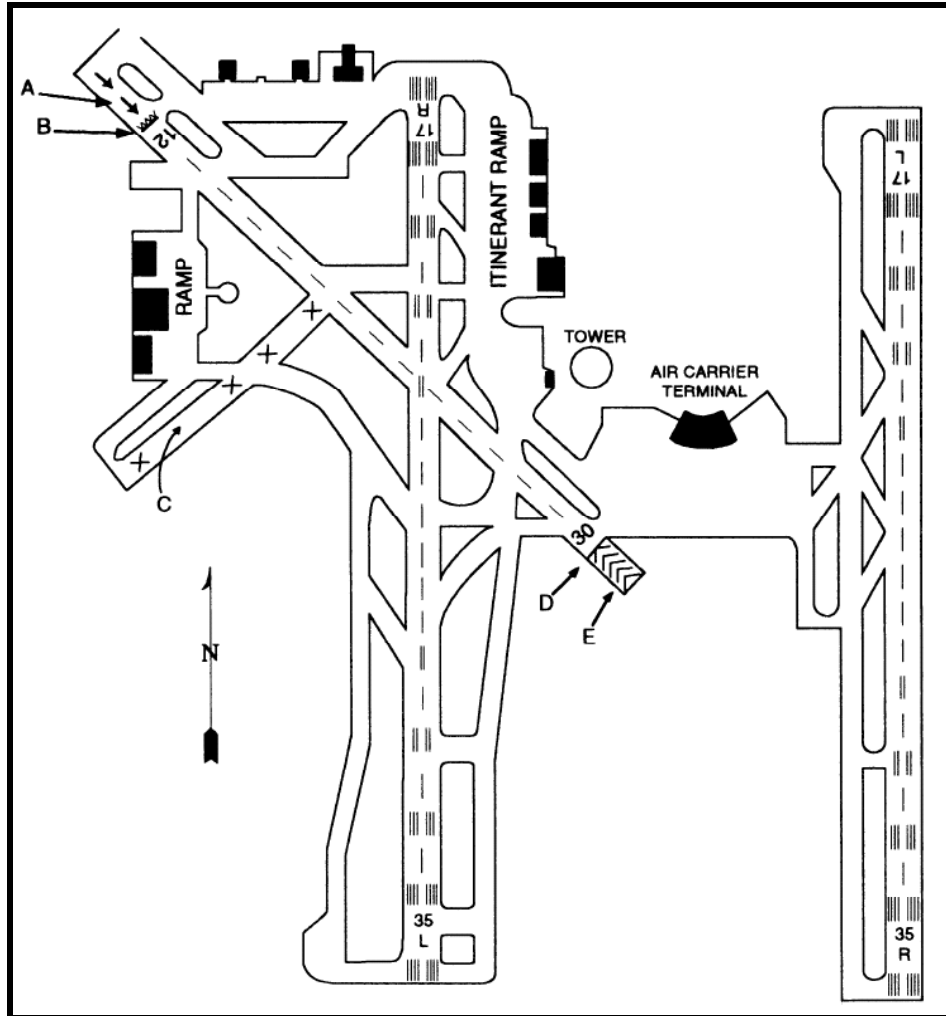 A
B
12
R
17
L
17
ITINERANT RAMP
RAMP
TOWER
AIR CARRIER
TERMINAL
C
30
D
E
N
35
L
35
R